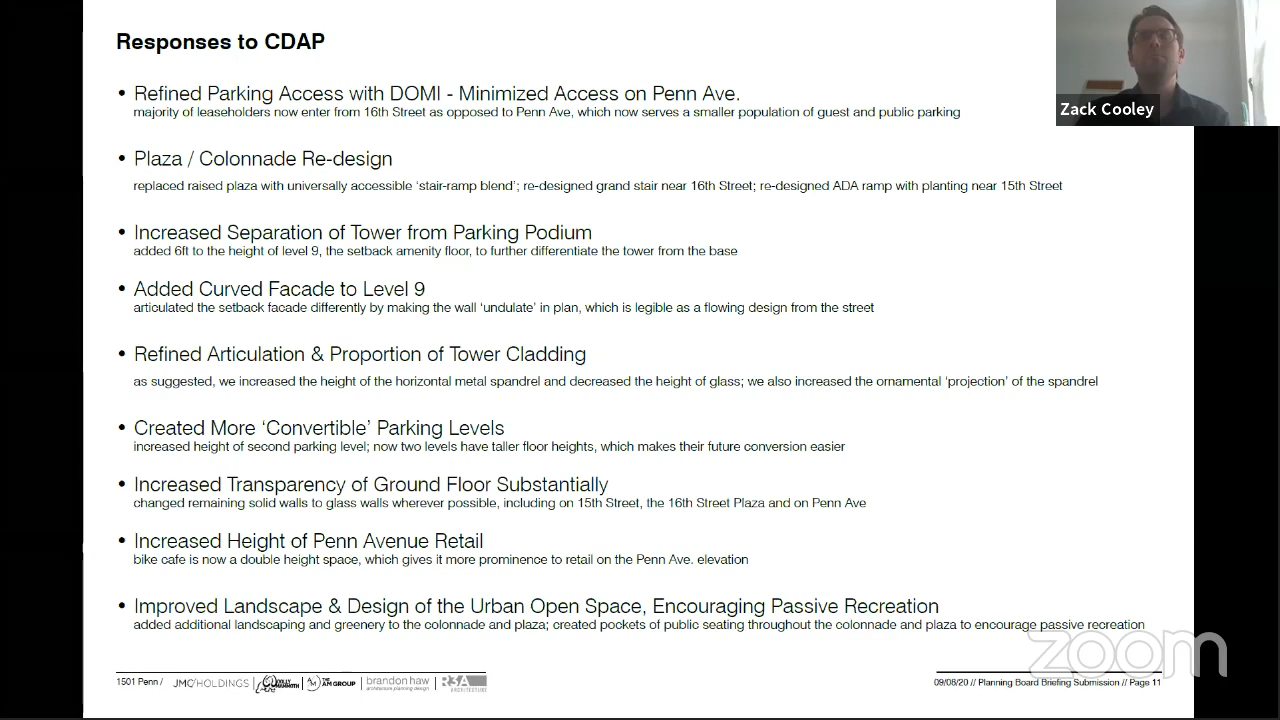 Responses to CDAP
Zack Cooley
• Refined Parking Access with DOMI - Minimized Access on Penn Ave.
majority of leaseholders now enter from 16th Street as opposed to Penn Ave, which now serves a smaller population of guest and public parking
• Plaza / Colonnade Re-design
replaced raised plaza with universally accessible ‘stair-ramp blend’; re-designed grand stair near 16th Street; re-designed ADA ramp with planting near 15th Street
• Increased Separation of Tower from Parking Podium
added 6ft to the height of level 9, the setback amenity floor, to further differentiate the tower from the base
• Added Curved Facade to Level 9
articulated the setback facade differently by making the wall ‘undulate’ in plan, which is legible as a flowing design from the street
• Refined Articulation & Proportion of Tower Cladding
as suggested, we increased the height of the horizontal metal spandrel and decreased the height of glass; we also increased the ornamental ‘projection’ of the spandrel
• Created More ‘Convertible’ Parking Levels
increased height of second parking level; now two levels have taller floor heights, which makes their future conversion easier
• Increased Transparency of Ground Floor Substantially
changed remaining solid walls to glass walls wherever possible, including on 15th Street, the 16th Street Plaza and on Penn Ave
• Increased Height of Penn Avenue Retail
bike cafe is now a double height space, which gives it more prominence to retail on the Penn Ave. elevation
• Improved Landscape & Design of the Urban Open Space, Encouraging Passive Recreation
added additional landscaping and greenery to the colonnade and plaza; created pockets of public seating throughout the colonnade and plaza to encourage passive recreation
zoom
1501 Penn / JMC/HOLDINGS | | THE AM GROUP | brandon haw architecture planning design | R3A ARCHITECTURE
09/08/20 // Planning Board Briefing Submission // Page 11